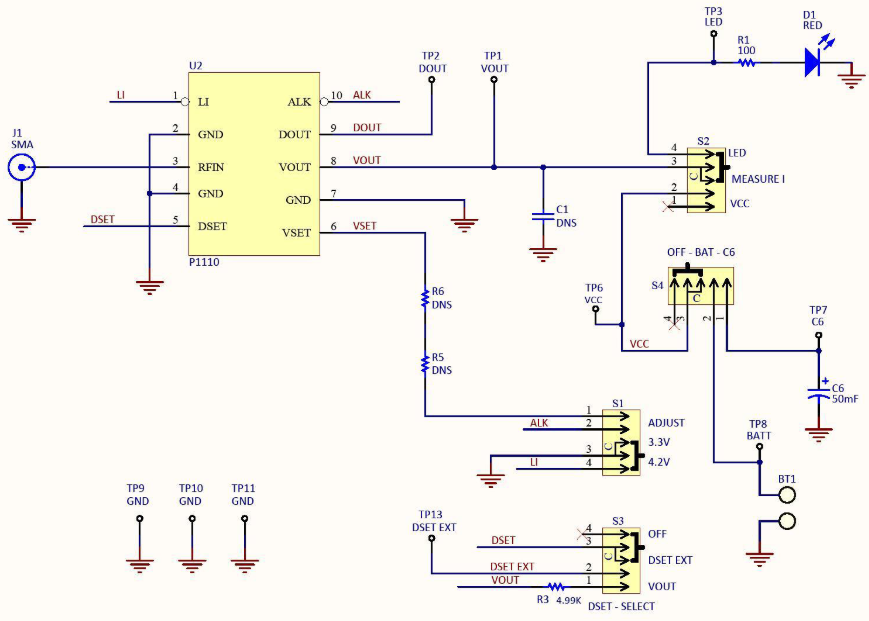 TP3
LED
D1
RED
R1
100
U2
TP2
DOUT
TP1
VOUT
LI
1
LI
ALK
10
ALK
J1
SMA
2
GND
DOUT
9
DOUT
S2
4
LED
3
RFIN
VOUT
8
VOUT
3
C
MEASURE I
4
GND
GND
7
2
1
VCC
DSET
5
DSET
VSET
6
VSET
C1
DNS
P1110
OFF - BAT - C6
S4
C
4
3
2
1
TP6
VCC
TP7
C6
R6
DNS
VCC
R5
DNS
+
C6
50mF
S1
1
ADJUST
ALK
2
C
3.3V
3
LI
4
4.2V
TP8
BATT
BT1
TP9
GND
TP10
GND
TP11
GND
TP13
DSET EXT
S3
4
OFF
DSET
3
C
DSET EXT
DSET EXT
2
VOUT
1
VOUT
R3
4.99K
DSET - SELECT